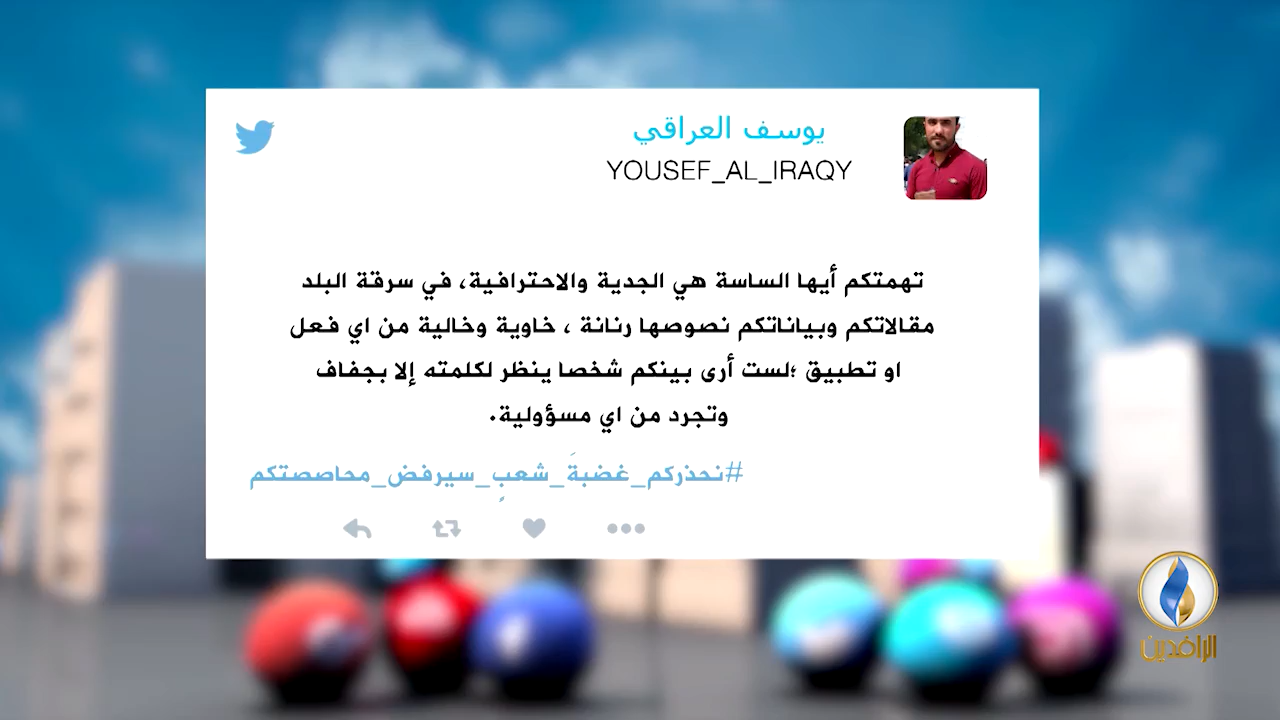 يوسف العراقي
YOUSEF_AL_IRAQY
تهمتكم أيها الساسة هي الجدية والاحترافية، في سرقة البلد
مقالاتكم وبياناتكم نصوصها رنانة ، خاوية وخالية من اي فعل
او تطبيق ؛لست أرى بينكم شخصا ينظر لكلمته إلا بجفاف
وتجرد من اي مسؤولية.
#نحذركم_غضبةَ_شعبٍ_سيرفض_محاصصتكم
الرافدين